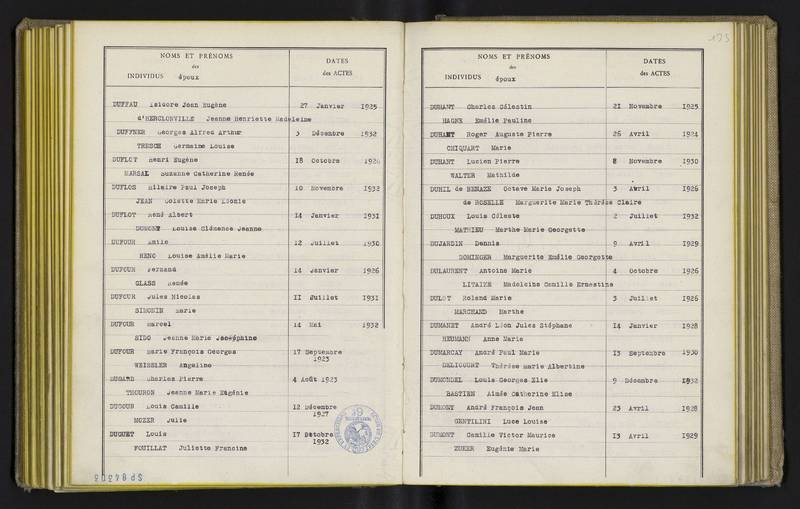 NOMS ET PRÉNOMS
des
INDIVIDUS époux
DATES
des ACTES
DUFFAU Isidore Jean Eugène 27 Janvier 1925
d'HERCLONVILLE Jeanne Henriette Madeleine
DUFFNER Georges Alfred Arthur 3 Décembre 1932
TRESCH Germaine Louise
DUFLOT Henri Eugène 18 Octobre 1924
MARSAL Suzanne Catherine Renée
DUFLOS Hilaire Paul Joseph 10 Novembre 1932
JEAN Colette Marie Léonie
DUFLOT René Albert 14 Janvier 1931
DUMONT Louise Clémence Jeanne
DUFOUR Emile 12 Juillet 1930
HENO Louise Amélie Marie
DUFOUR Fernand 14 Janvier 1926
GLASS Renée
DUFOUR Jules Nicolas 11 Juillet 1931
SIMONIN Marie
DUFOUR Marcel 14 Mai 1932
SIDO Jeanne Marie Joséphine
DUFOUR Marie François Georges 17 Septembre
1923
WEISSLER Angeline
DUGARD Charles Pierre 4 Août 1923
THOURON Jeanne Marie Eugénie
DUGOUR Louis Camille 12 Décembre
1927
MOZER Julie
DUGUET Louis 17 Octobre
1932
FOUILLAT Juliette Francine
NOMS ET PRÉNOMS
des
INDIVIDUS époux
DATES
des ACTES
DUHANT Charles Célestin 21 Novembre 1925
HAGNE Emélie Pauline
DUHANT Roger Auguste Pierre 26 Avril 1924
CHIQUART Marie
DUHANT Lucien Pierre 8 Novembre 1930
WALTER Mathilde
DUHIL de BENAZE Octave Marie Joseph 3 Avril 1926
de ROSELLE Marguerite Marie Thérèse Claire
DUHOUX Louis Céleste 2 Juillet 1932
MATHIEU Marthe Marie Georgette
DUJARDIN Dennis 9 Avril 1929
DOMINGER Marguerite Emélie Georgette
DULAURENT Antoine Marie 4 Octobre 1926
LITAIZE Madeleine Camille Ernestine
DULOT Roland Marie 3 Juillet 1926
MARCHAND Marthe
DUMANET André Léon Jules Stéphane 14 Janvier 1928
HEUMANN Anne Marie
DUMARCAY André Paul Marie 13 Septembre 1930
DELICOURT Thérèse Marie Albertine
DUMONDEL Louis Georges Elie 9 Décembre 1932
BASTIEN Aimée Catherine Elise
DUMONT André François Jean 23 Avril 1928
GENTILINI Luce Louise
DUMONT Camille Victor Maurice 13 Avril 1929
ZUKER Eugénie Marie